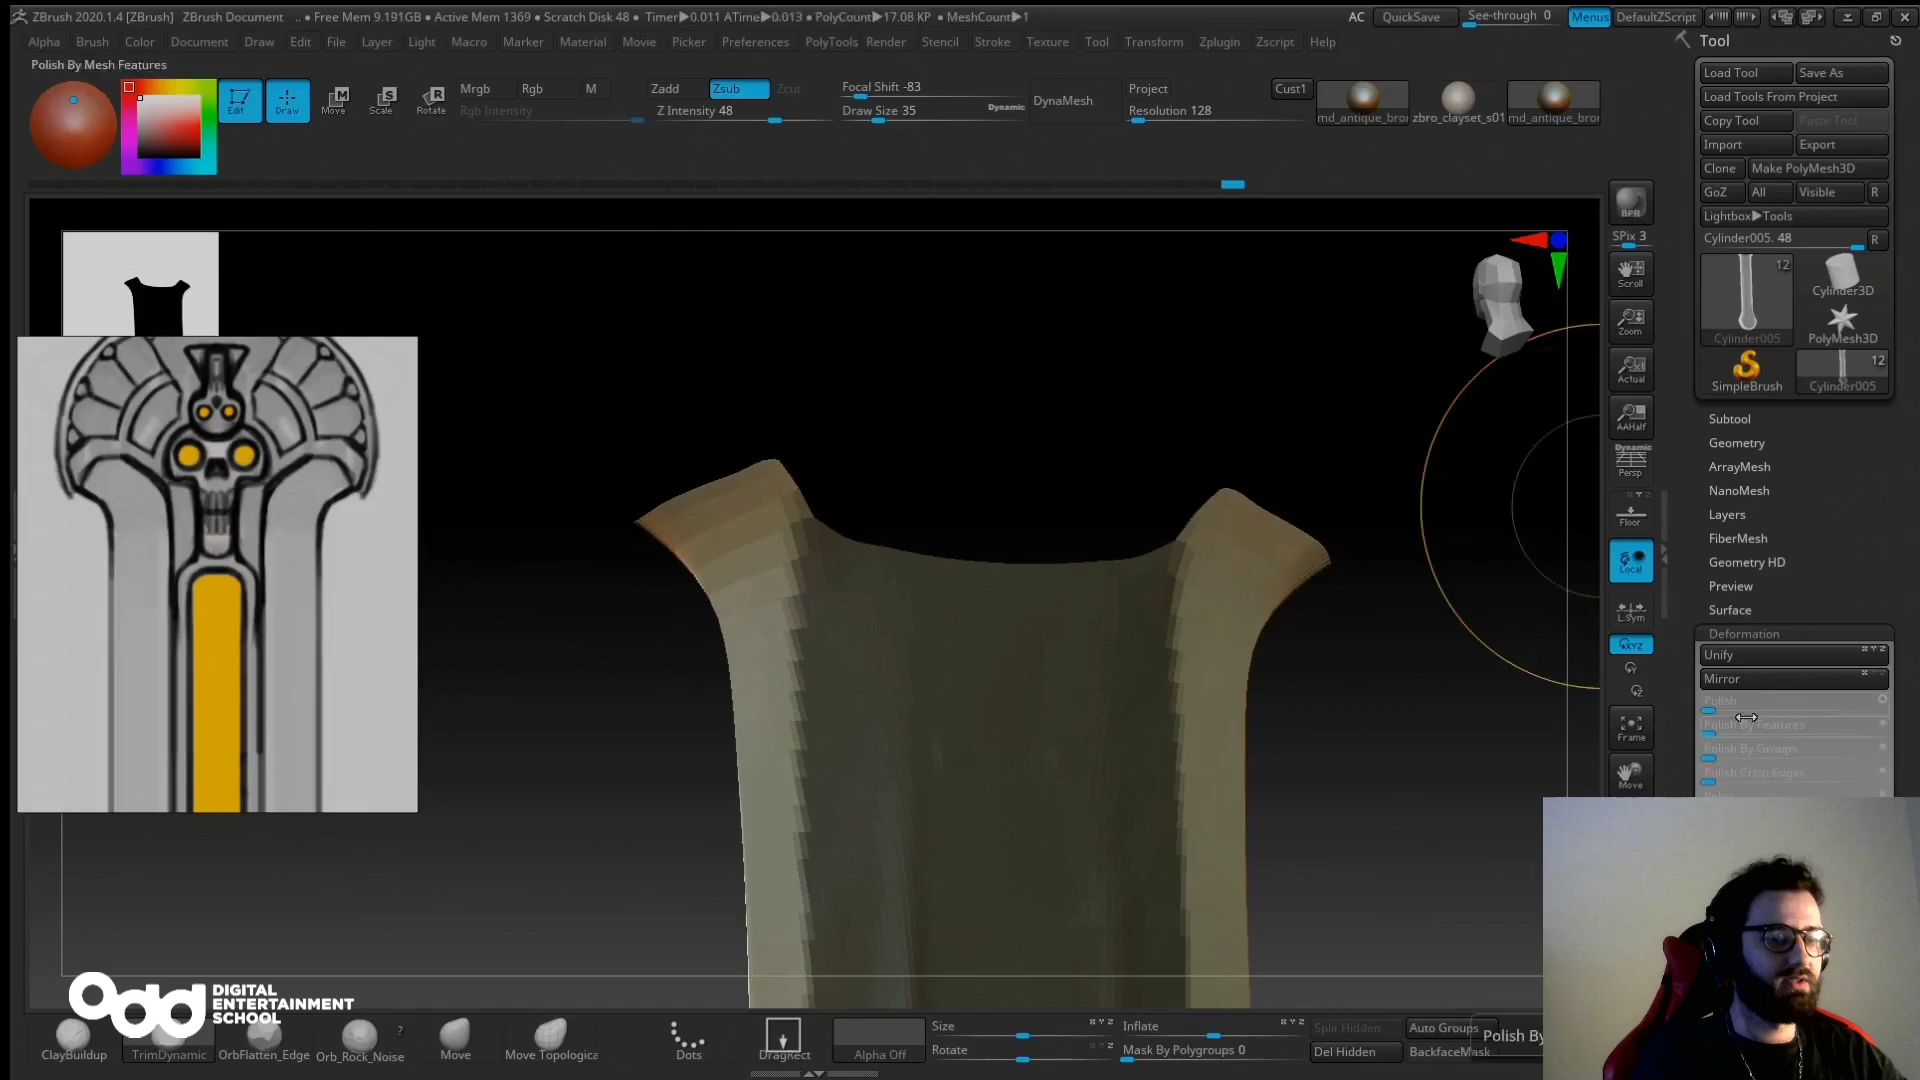 ZBrush 2020.1.4 [ZBrush] ZBrush Document .. • Free Mem 9.191GB • Active Mem 1369 • Scratch Disk 48 • Timer▶0.011 ATime▶0.013 • PolyCount▶17.08 KP • MeshCount▶1 AC QuickSave See-through 0 Menus DefaultZScript
Alpha Brush Color Document Draw Edit File Layer Light Macro Marker Material Movie Picker Preferences PolyTools Render Stencil Stroke Texture Tool Transform Zplugin Zscript Help
Polish By Mesh Features
Edit Draw Move Scale Rotate
Mrgb Rgb M
Rgb Intensity
Zadd Zsub Zcut
Z Intensity 48
Focal Shift -83
Draw Size 35 Dynamic
DynaMesh
Project
Resolution 128
Cust1
md_antique_bron zbro_clayset_s01 md_antique_bron
BPR
SPix 3
Scroll
Zoom
Actual
AAHalf
Dynamic
Persp
Floor
Local
L.Sym
XYZ
Frame
Move
Tool
Load Tool Save As
Load Tools From Project
Copy Tool Paste Tool
Import Export
Clone Make PolyMesh3D
GoZ All Visible R
Lightbox▶Tools
Cylinder005. 48 R
12
Cylinder3D
Cylinder005 PolyMesh3D
12
SimpleBrush Cylinder005
Subtool
Geometry
ArrayMesh
NanoMesh
Layers
FiberMesh
Geometry HD
Preview
Surface
Deformation
Unify
Mirror
Polish
Polish By Features
Polish By Groups
Polish Crisp Edges
odd DIGITAL
ENTERTAINMENT
SCHOOL
ClayBuildup TrimDynamic OrbFlatten_Edge Orb_Rock_Noise ? Move Move Topologica Dots DragRect Alpha Off
Size
Rotate
Inflate
Mask By Polygroups 0
Split Hidden Auto Groups
Del Hidden BackfaceMask
Polish By